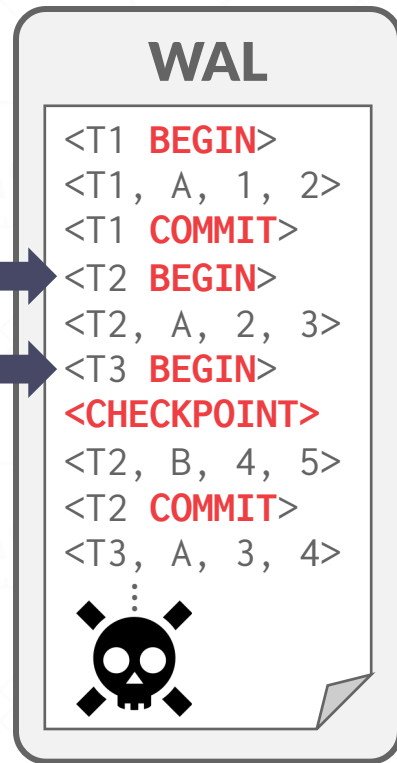 WAL
<T1 BEGIN>
<T1, A, 1, 2>
<T1 COMMIT>
<T2 BEGIN>
<T2, A, 2, 3>
<T3 BEGIN>
<CHECKPOINT>
<T2, B, 4, 5>
<T2 COMMIT>
<T3, A, 3, 4>
⋮